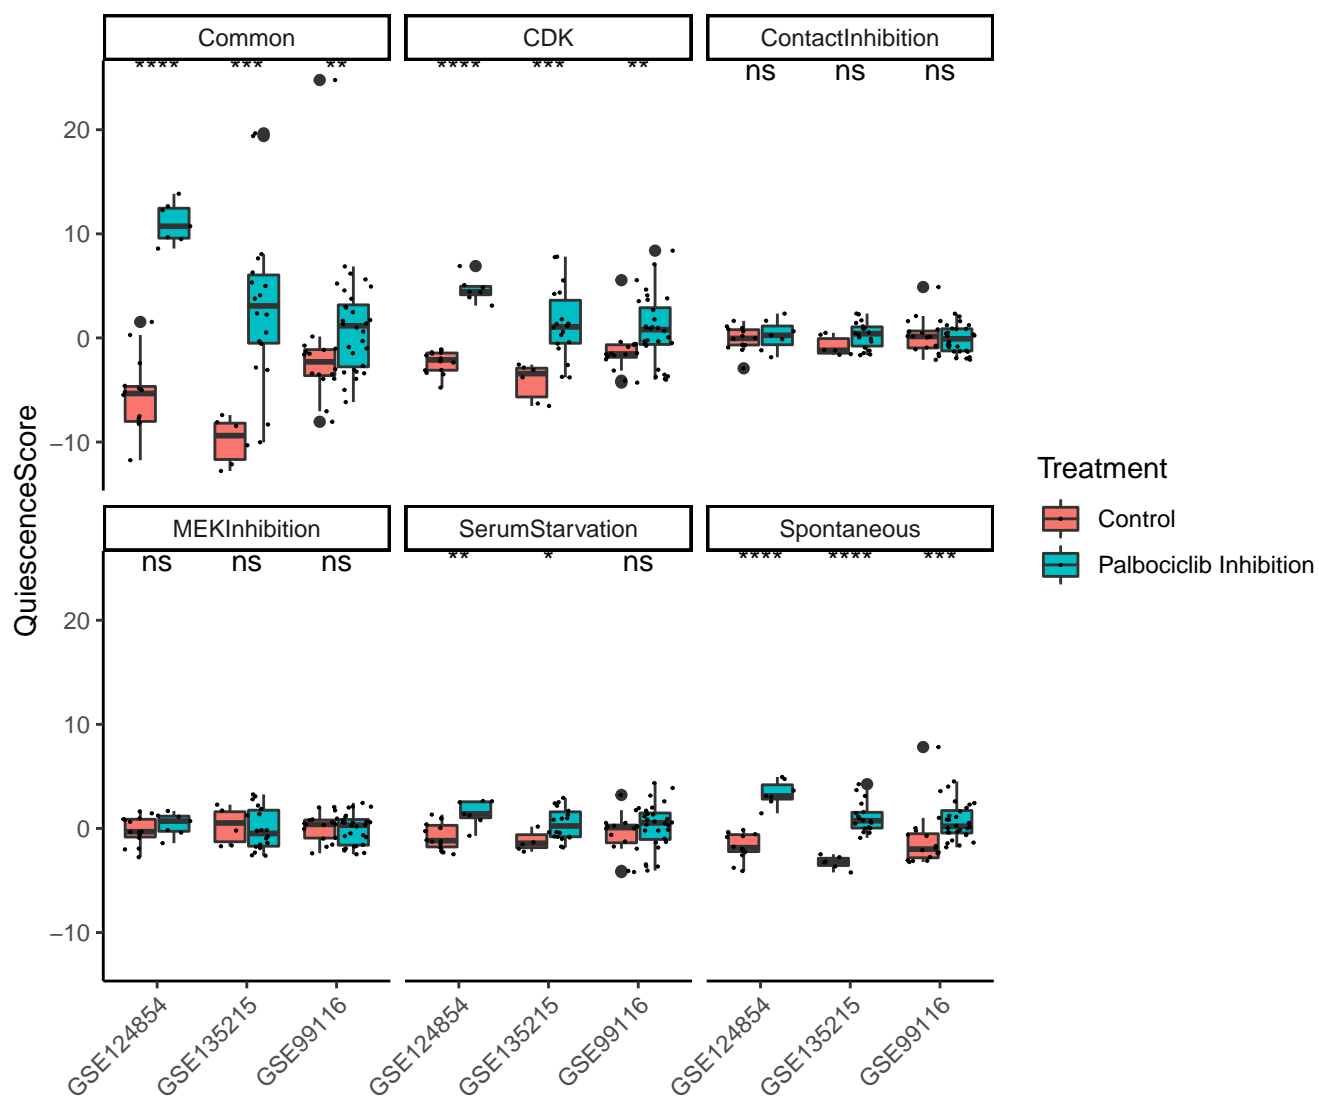 Common CDK ContactInhibition
**** *** ** **** *** ** ns ns ns
20
10
0
−10
MEKInhibition SerumStarvation Spontaneous
ns ns ns ** * ns **** **** ***
20
10
0
−10
GSE124854 GSE135215 GSE99116 GSE124854 GSE135215 GSE99116 GSE124854 GSE135215 GSE99116
QuiescenceScore
Treatment
Control
Palbociclib Inhibition